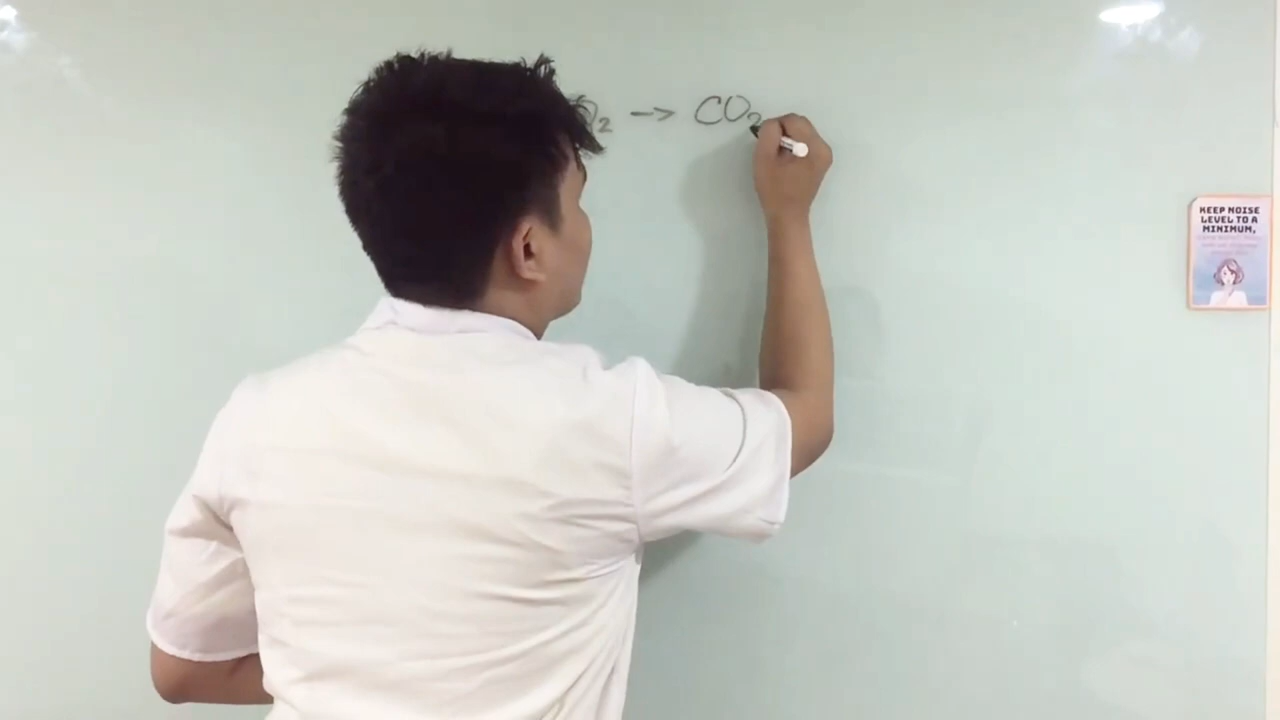 O₂ → CO₂
KEEP NOISE
LEVEL TO A
MINIMUM,